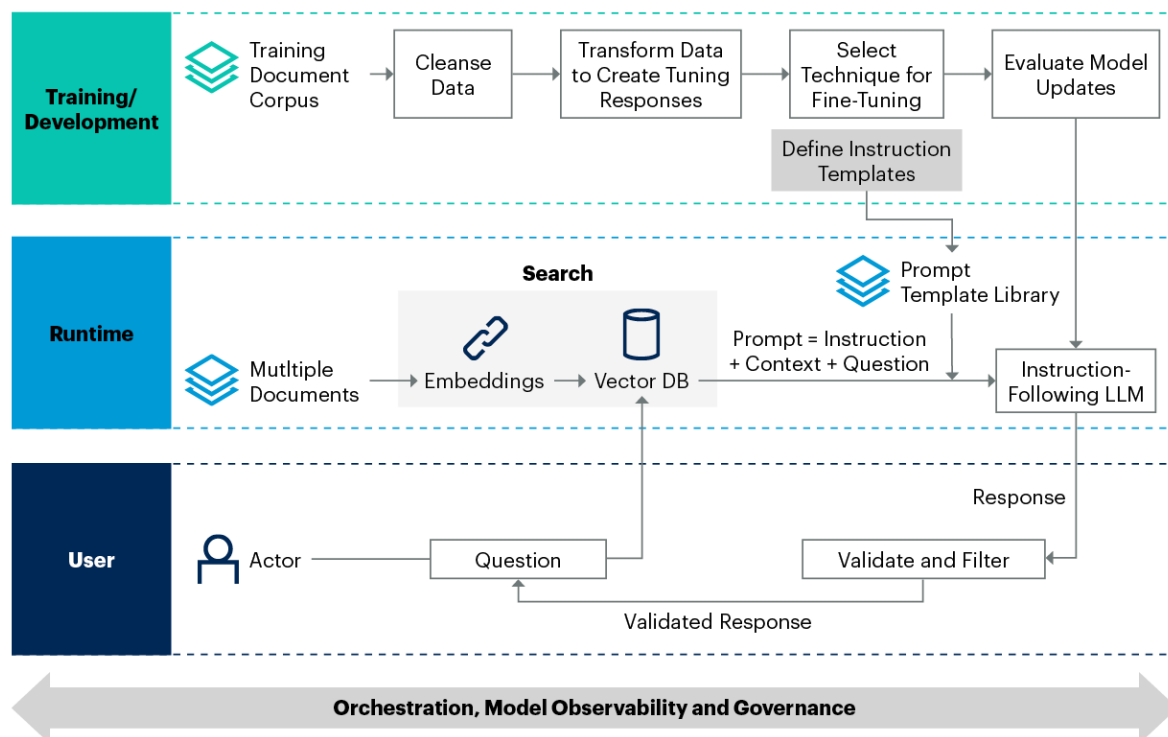 Training/
Development
Training
Document
Corpus
Cleanse
Data
Transform Data
to Create Tuning
Responses
Select
Technique for
Fine-Tuning
Evaluate Model
Updates
Define Instruction
Templates
Runtime
Search
Prompt
Template Library
Mutltiple
Documents
Embeddings
Vector DB
Prompt = Instruction
+ Context + Question
Instruction-
Following LLM
User
Actor
Question
Response
Validate and Filter
Validated Response
Orchestration, Model Observability and Governance